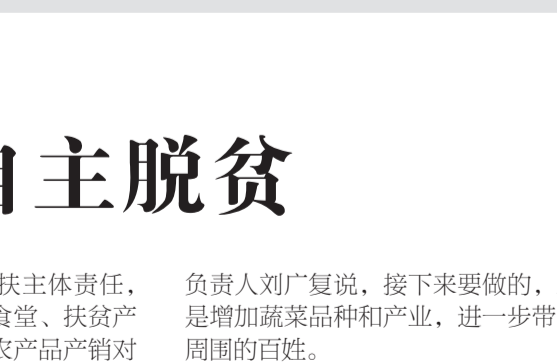 自主脱贫
扶主体责任，
食堂、扶贫产
农产品产销对
负责人刘广复说，接下来要做的，
是增加蔬菜品种和产业，进一步带
周围的百姓。